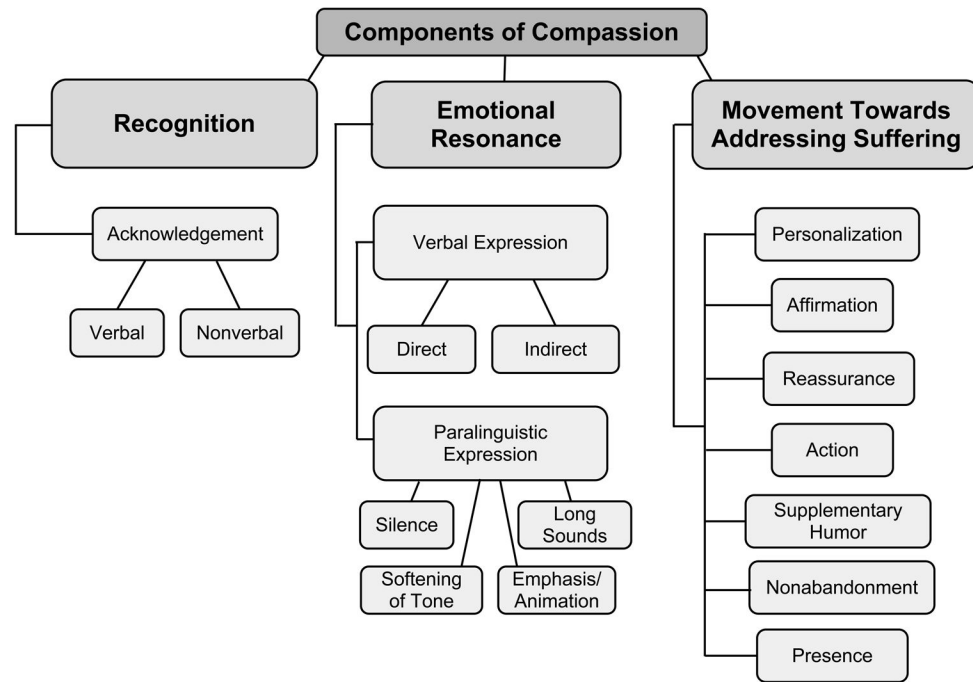 Components of Compassion
Recognition
Acknowledgement
Verbal
Nonverbal
Emotional
Resonance
Verbal Expression
Direct
Indirect
Paralinguistic
Expression
Silence
Softening
of Tone
Emphasis/
Animation
Long
Sounds
Movement Towards
Addressing Suffering
Personalization
Affirmation
Reassurance
Action
Supplementary
Humor
Nonabandonment
Presence